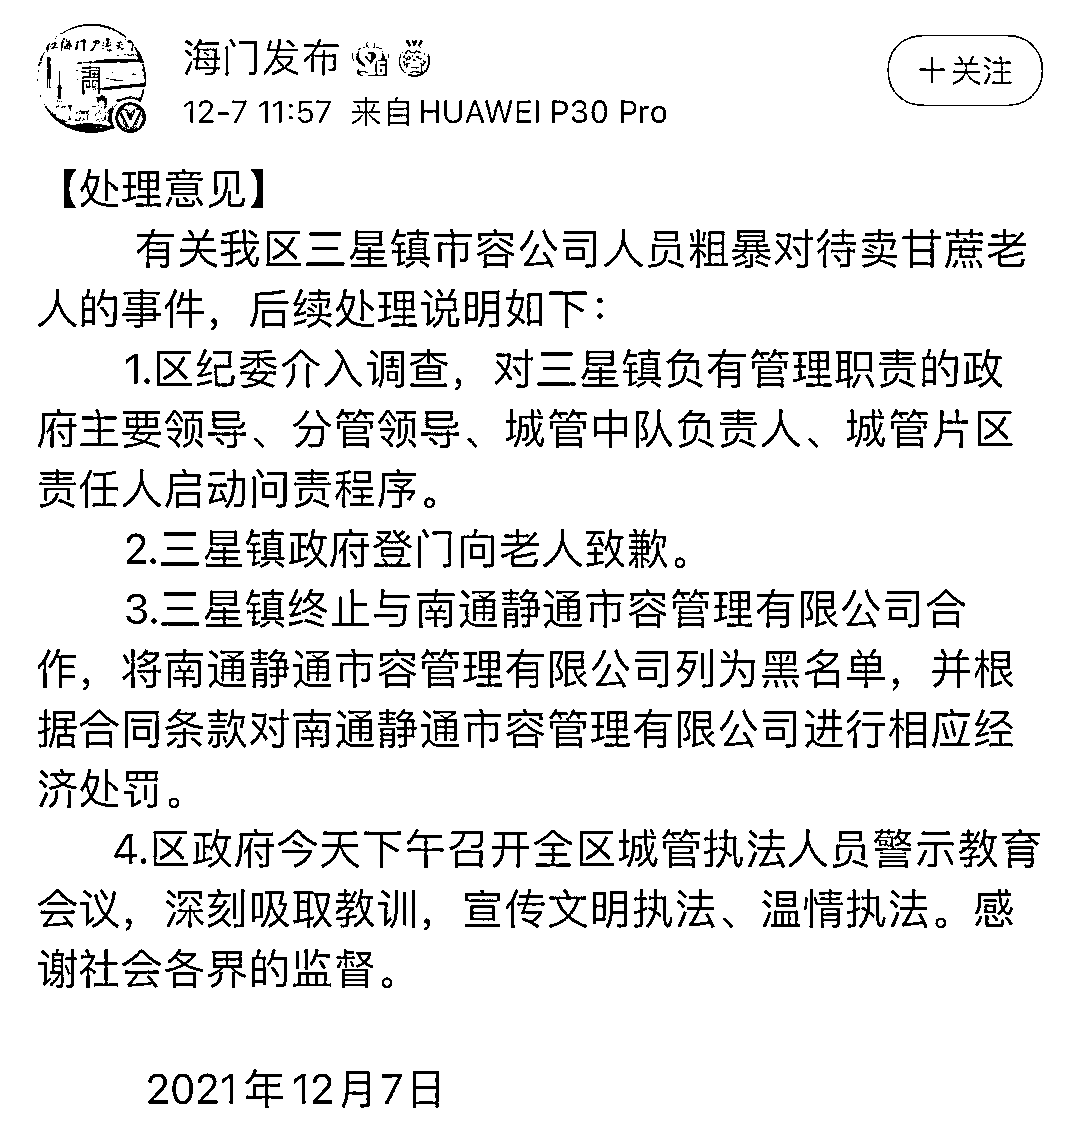 海门发布
+关注
12-7 11:57 来自HUAWEI P30 Pro
【处理意见】
有关我区三星镇市容公司人员粗暴对待卖甘蔗老
人的事件，后续处理说明如下：
1.区纪委介入调查，对三星镇负有管理职责的政
府主要领导、分管领导、城管中队负责人、城管片区
责任人启动问责程序。
2.三星镇政府登门向老人致歉。
3.三星镇终止与南通静通市容管理有限公司合
作，将南通静通市容管理有限公司列为黑名单，并根
据合同条款对南通静通市容管理有限公司进行相应经
济处罚。
4.区政府今天下午召开全区城管执法人员警示教育
会议，深刻吸取教训，宣传文明执法、温情执法。感
谢社会各界的监督。
2021年12月7日